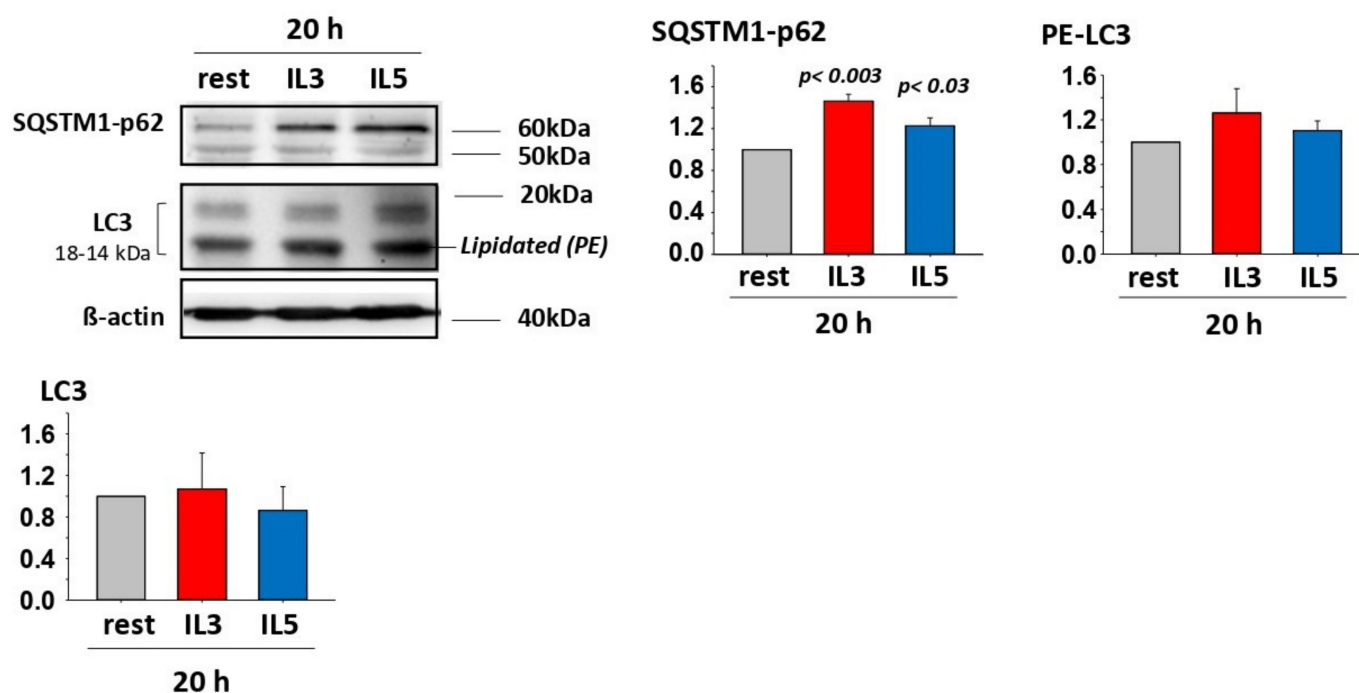 20 h
rest IL3 IL5
SQSTM1-p62
60kDa
50kDa
20kDa
LC3
18-14 kDa
Lipidated (PE)
ß-actin
40kDa
SQSTM1-p62
1.6
1.2
0.8
0.4
0.0
p< 0.003
p< 0.03
rest IL3 IL5
20 h
PE-LC3
1.6
1.2
0.8
0.4
0.0
rest IL3 IL5
20 h
LC3
1.6
1.2
0.8
0.4
0.0
rest IL3 IL5
20 h